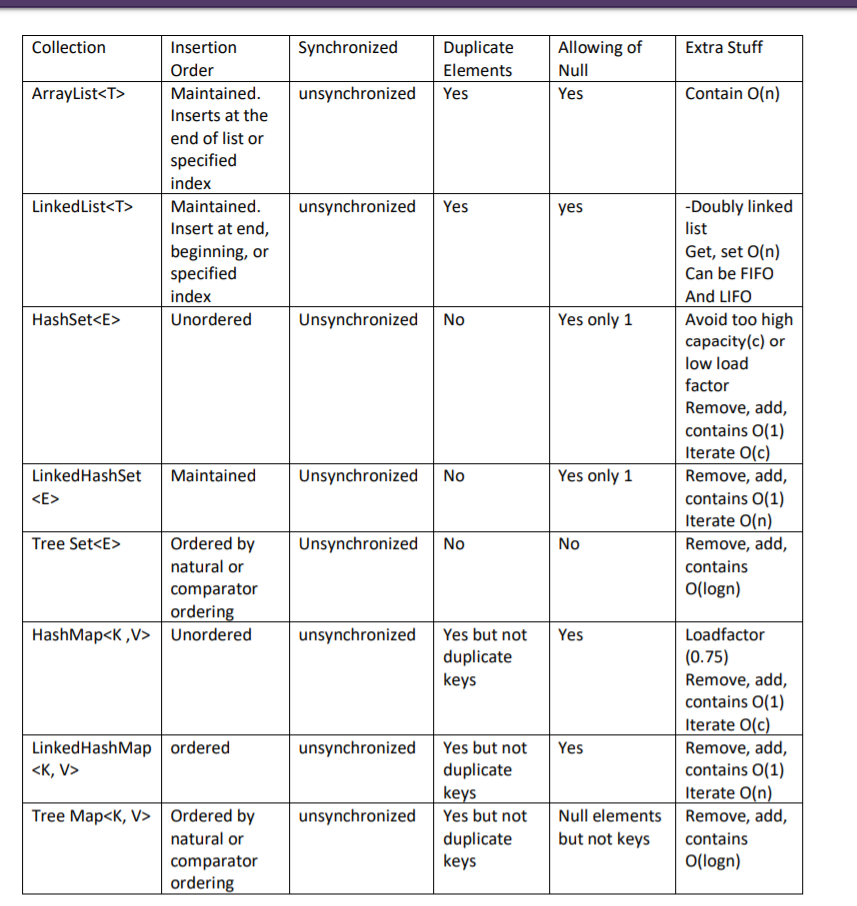 Collection
Insertion
Order
Synchronized
Duplicate
Elements
Allowing of
Null
Extra Stuff
ArrayList<T>
Maintained.
Inserts at the
end of list or
specified
index
unsynchronized
Yes
Yes
Contain O(n)
LinkedList<T>
Maintained.
Insert at end,
beginning, or
specified
index
unsynchronized
Yes
yes
-Doubly linked
list
Get, set O(n)
Can be FIFO
And LIFO
HashSet<E>
Unordered
Unsynchronized
No
Yes only 1
Avoid too high
capacity(c) or
low load
factor
Remove, add,
contains O(1)
Iterate O(c)
LinkedHashSet
<E>
Maintained
Unsynchronized
No
Yes only 1
Remove, add,
contains O(1)
Iterate O(n)
Tree Set<E>
Ordered by
natural or
comparator
ordering
Unsynchronized
No
No
Remove, add,
contains
O(logn)
HashMap<K ,V>
Unordered
unsynchronized
Yes but not
duplicate
keys
Yes
Loadfactor
(0.75)
Remove, add,
contains O(1)
Iterate O(c)
LinkedHashMap
<K, V>
ordered
unsynchronized
Yes but not
duplicate
keys
Yes
Remove, add,
contains O(1)
Iterate O(n)
Tree Map<K, V>
Ordered by
natural or
comparator
ordering
unsynchronized
Yes but not
duplicate
keys
Null elements
but not keys
Remove, add,
contains
O(logn)